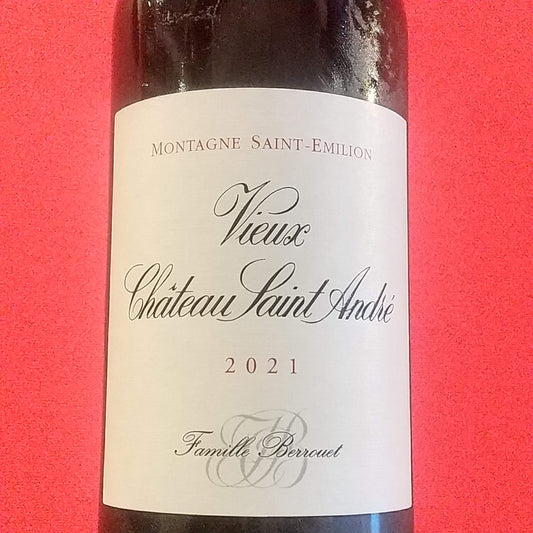 MONTAGNE SAINT-EMILION
Vieux
Château Saint André
2021
Famille Berrouet